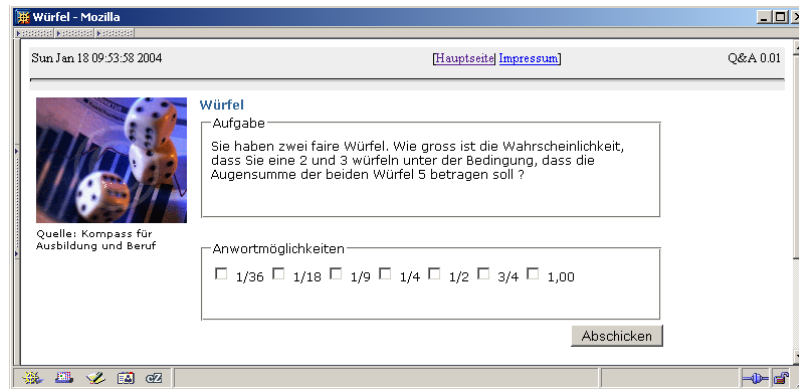 Würfel - Mozilla
Sun Jan 18 09:53:58 2004 [Hauptseite| Impressum] Q&A 0.01
Würfel
Aufgabe
Sie haben zwei faire Würfel. Wie gross ist die Wahrscheinlichkeit,
dass Sie eine 2 und 3 würfeln unter der Bedingung, dass die
Augensumme der beiden Würfel 5 betragen soll ?
Quelle: Kompass für
Ausbildung und Beruf
Anwortmöglichkeiten
1/36 1/18 1/9 1/4 1/2 3/4 1,00
Abschicken